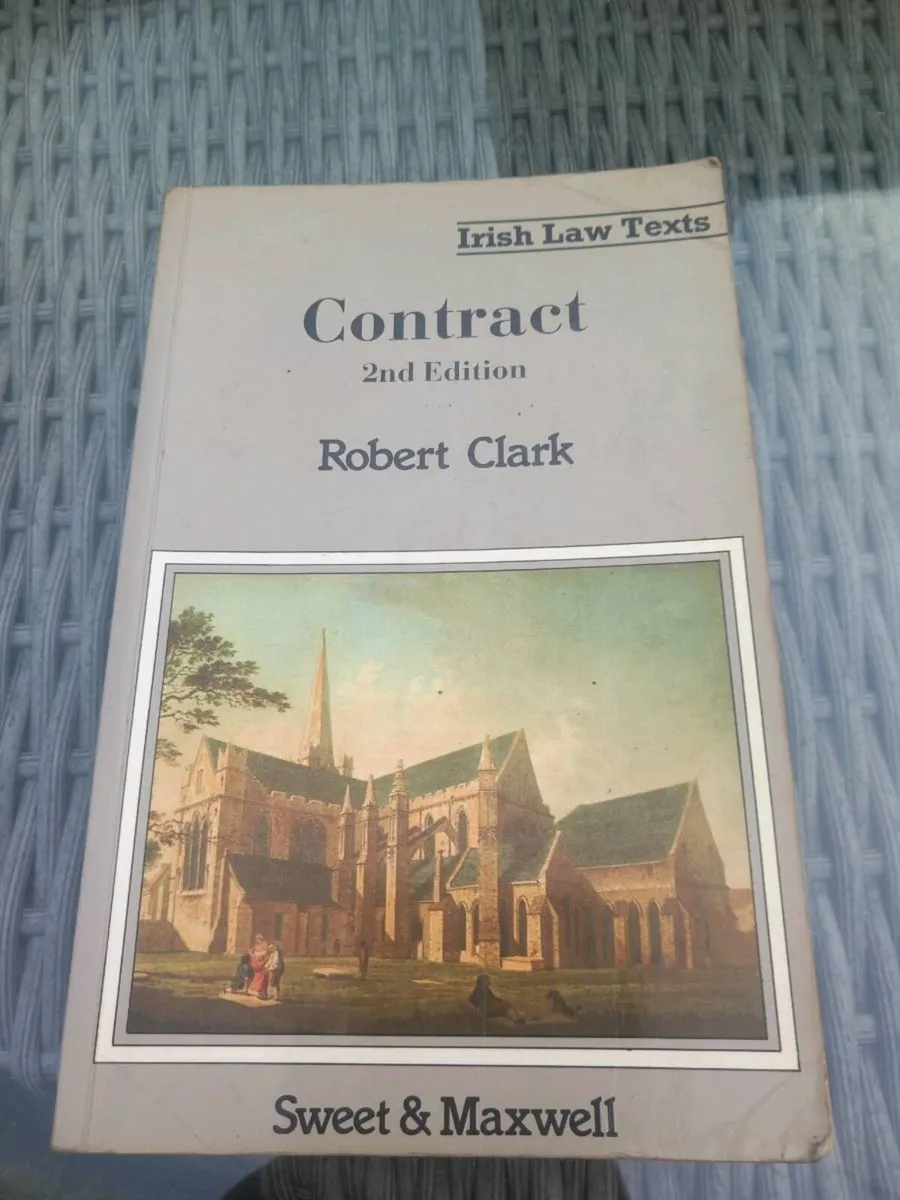 Irish Law Texts
Contract
2nd Edition
Robert Clark
Sweet & Maxwell